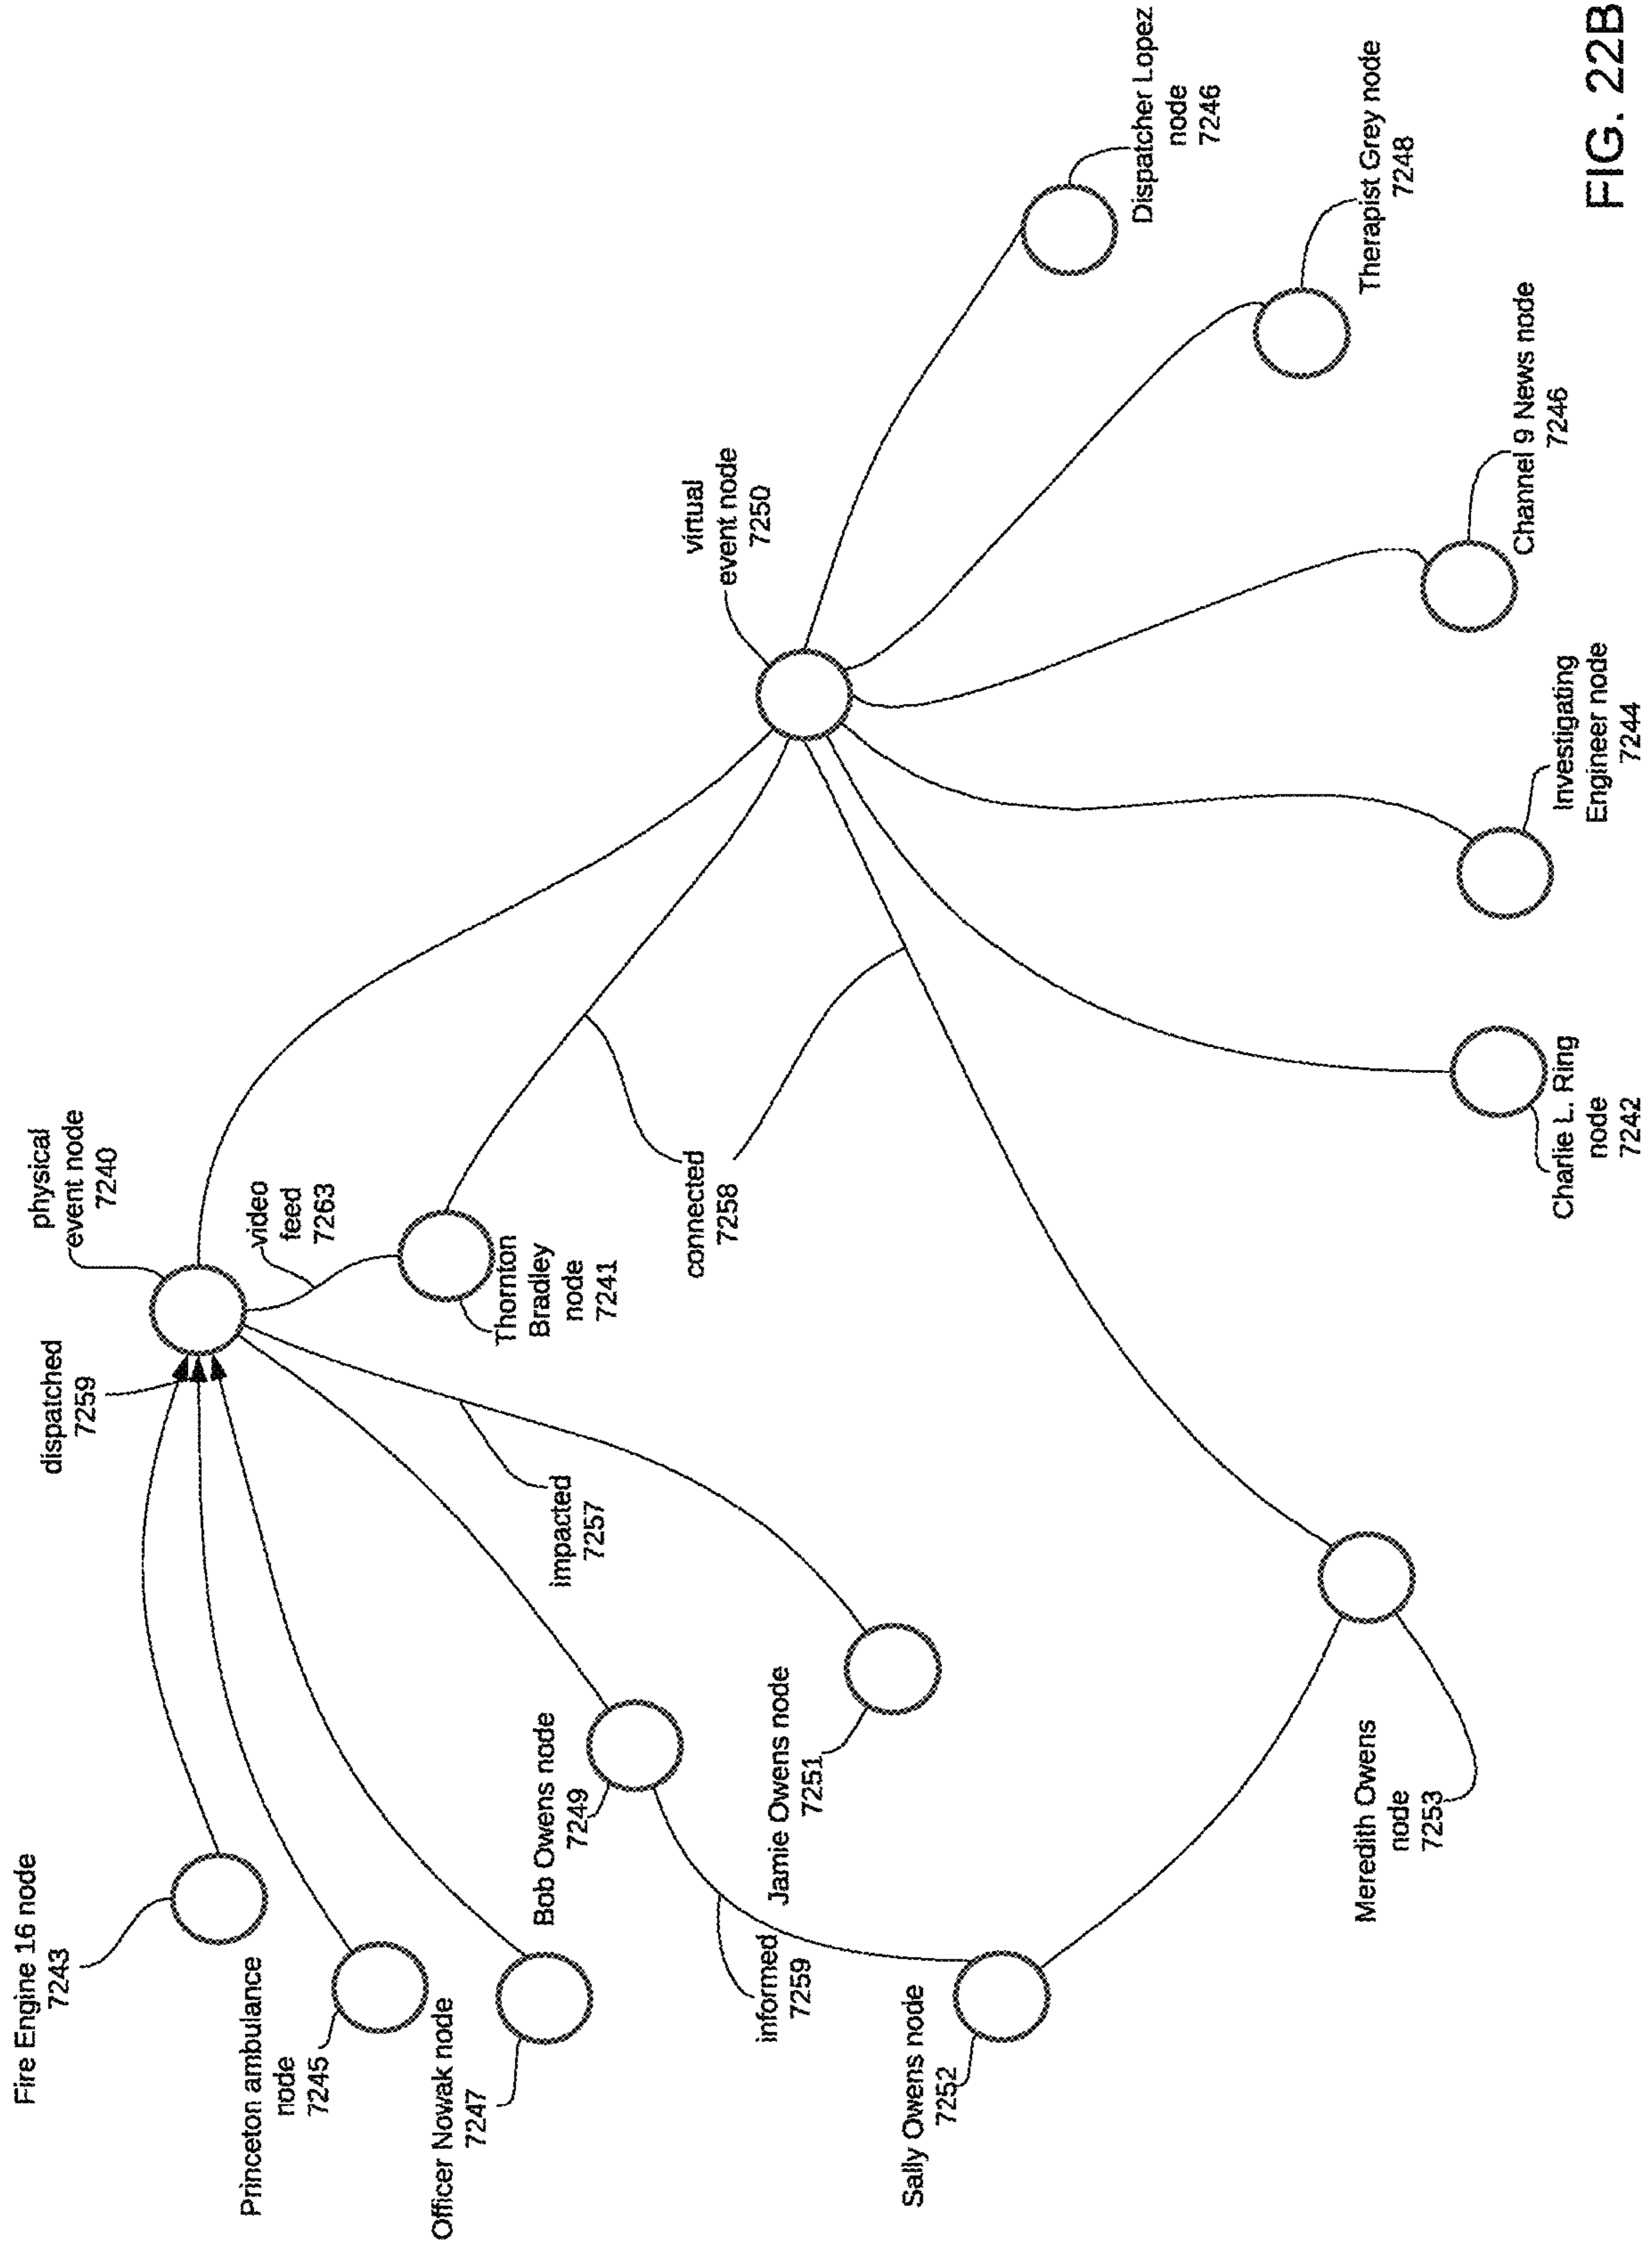 Fire Engine 16 node
7243
Princeton ambulance
node
7245
Officer Nowak node
7247
dispatched
7259
physical
event node
7240
video
feed
7263
Thornton
Bradley
node
7241
impacted
7257
Bob Owens node
7249
Jamie Owens node
7251
informed
7259
Sally Owens node
7252
Meredith Owens
node
7253
connected
7258
virtual
event node
7250
Dispatcher Lopez
node
7246
Therapist Grey node
7248
Channel 9 News node
7246
Investigating
Engineer node
7244
Charlie L. Ring
node
7242
FIG. 22B